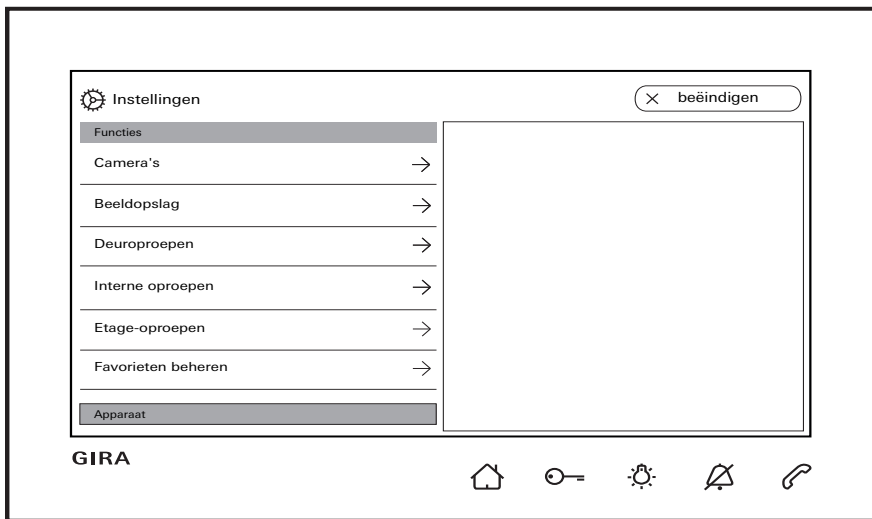 Instellingen
beëindigen
Functies
Camera's
Beeldopslag
Deuroproepen
Interne oproepen
Etage-oproepen
Favorieten beheren
Apparaat
GIRA